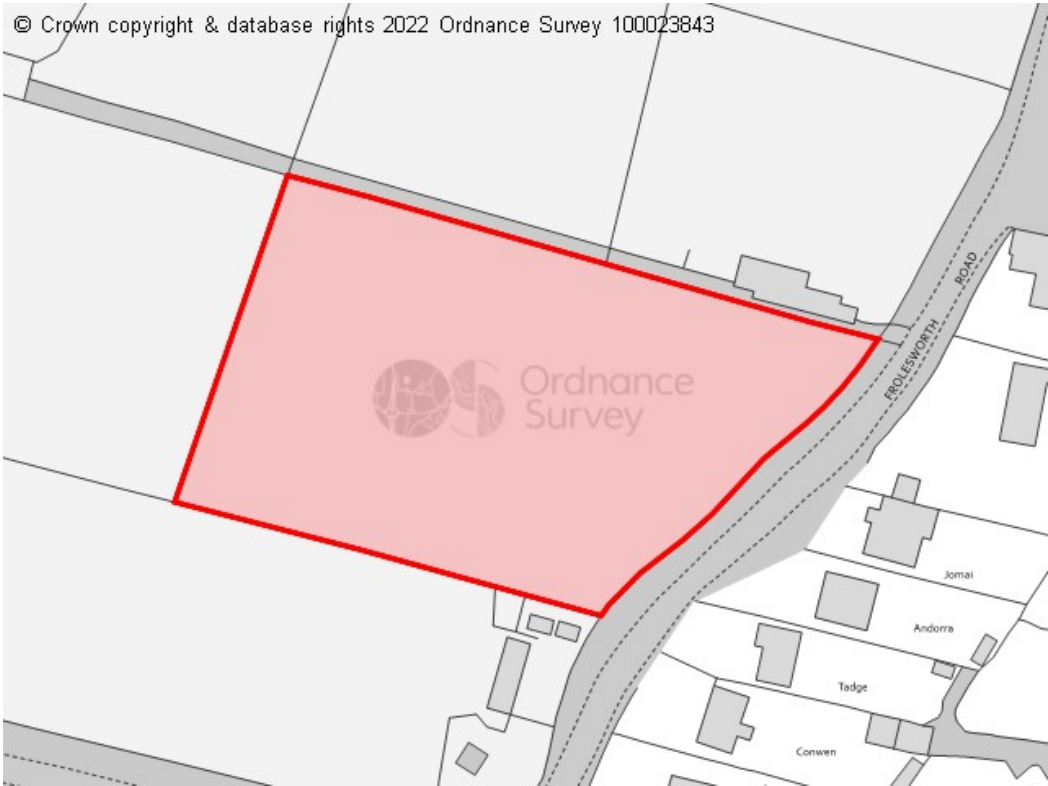 © Crown copyright & database rights 2022 Ordnance Survey 100023843
FROLESWORTH ROAD
Ordnance
Survey
Jomai
Andorra
Tadge
Conwen